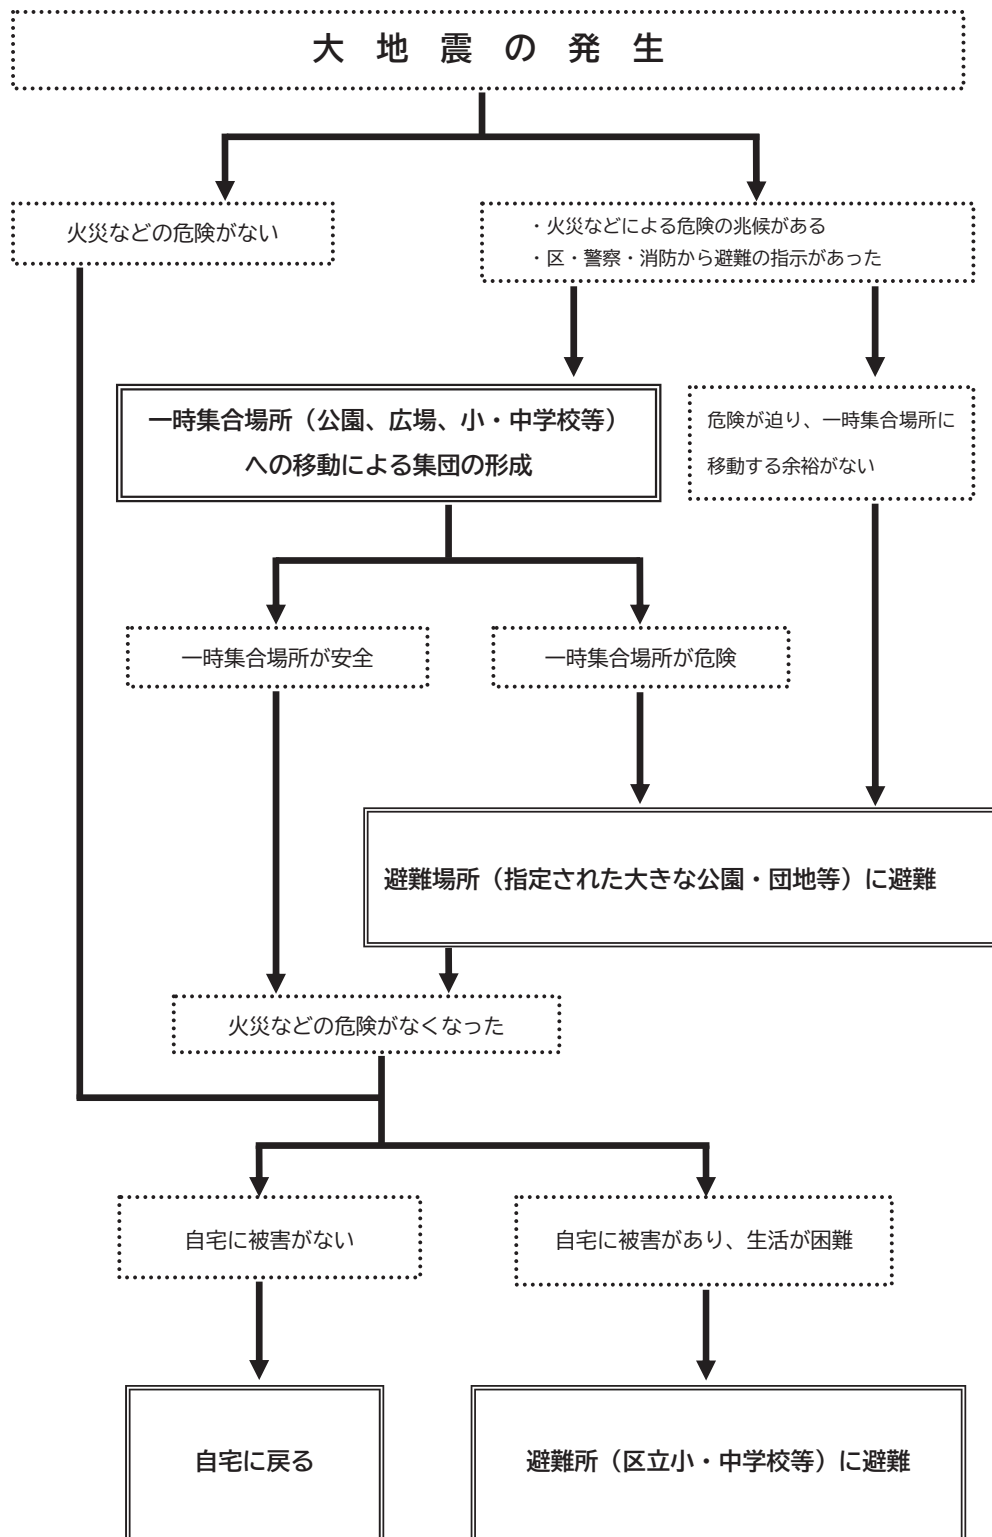 大地震の発生
火災などの危険がない
・火災などによる危険の兆候がある
・区・警察・消防から避難の指示があった
一時集合場所（公園、広場、小・中学校等）
への移動による集団の形成
危険が迫り、一時集合場所に
移動する余裕がない
一時集合場所が安全
一時集合場所が危険
避難場所（指定された大きな公園・団地等）に避難
火災などの危険がなくなった
自宅に被害がない
自宅に被害があり、生活が困難
自宅に戻る
避難所（区立小・中学校等）に避難